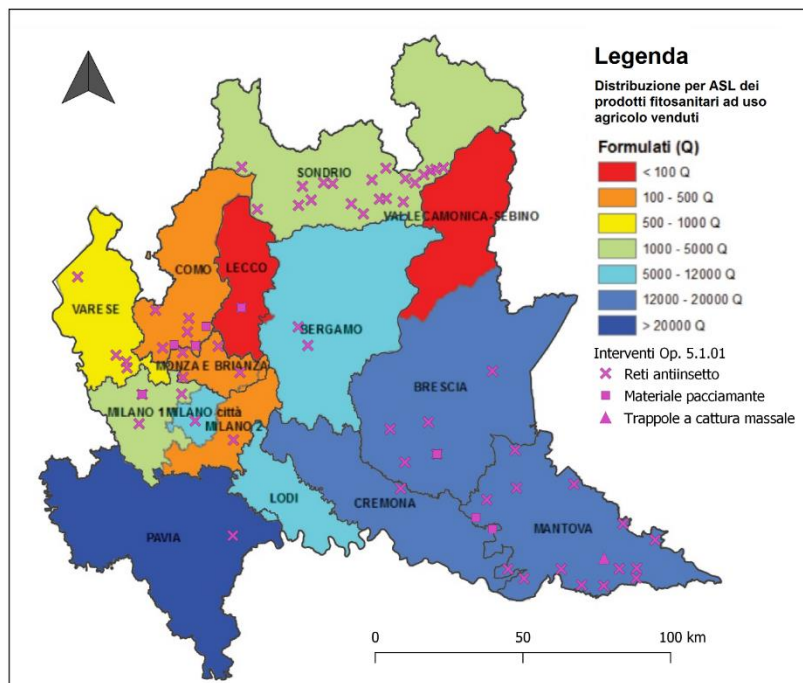 Legenda
Distribuzione per ASL dei
prodotti fitosanitari ad uso
agricolo venduti
Formulati (Q)
< 100 Q
100 - 500 Q
500 - 1000 Q
1000 - 5000 Q
5000 - 12000 Q
12000 - 20000 Q
> 20000 Q
Interventi Op. 5.1.01
Reti antiinsetto
Materiale pacciamante
Trappole a cattura massale
SONDRIO
VALLECAMONICA-SEBINO
COMO
LECCO
VARESE
BERGAMO
MONZA E BRIANZA
BRESCIA
MILANO 1
MILANO città
MILANO 2
LODI
CREMONA
MANTOVA
PAVIA
0 50 100 km